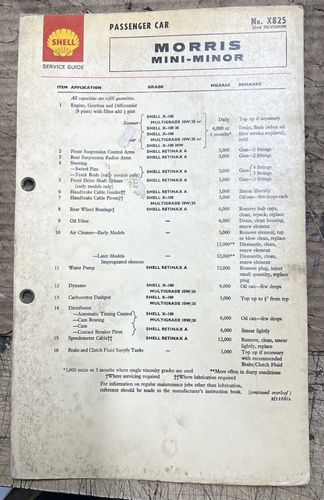 SHELL
SERVICE GUIDE
PASSENGER CAR
No. X825
(2nd REVISION)
MORRIS
MINI-MINOR
ITEM APPLICATION GRADE MILEAGE REMARKS
All capacities are refill quantities.
1 Engine, Gearbox and Differential
(8 pints) with filter add 1 pint
Summer SHELL X-100 MULTIGRADE 10W/30 or Daily Top up if necessary
SHELL X-100 30 6,000 or Drain, flush (when oil
SHELL X-100 MULTIGRADE 10W/30 or 6 months* filter service required),
SHELL X-100 20W refill
2 Front Suspension Control Arms SHELL RETINAX A 3,000 Gun—2 fittings
3 Rear Suspension Radius Arms SHELL RETINAX A 3,000 Gun—2 fittings
4 Steering
—Swivel Pins SHELL RETINAX A 3,000 Gun 4 fittings
—Track Rods (early models only) SHELL RETINAX A 2 fittings
5 Front Drive Shaft Splines SHELL RETINAX A 3,000 Gun—2 fittings
(early models only)
6 Handbrake Cable Guides†† SHELL RETINAX A 3,000 Smear liberally
7 Handbrake Cable Pivots†† SHELL X-100 MULTIGRADE 10W/30 3,000 Oil can—few drops each
8 Rear Wheel Bearings† SHELL RETINAX A 6,000 Remove hub caps,
clean, repack, replace
9 Oil Filter — 6,000 Drain, clean housing,
renew element
10 Air Cleaner—Early Models — 3,000 Remove element, tap
or blow clean, replace
12,000** Dismantle, clean,
renew element
—Later Models — 12,000** Dismantle, clean,
Impregnated element renew element
11 Water Pump SHELL RETINAX A 12,000 Remove plug, inject
small quantity, replace
plug
12 Dynamo SHELL X-100 MULTIGRADE 10W/30 6,000 Oil can—few drops
13 Carburetter Dashpot SHELL X-100 MULTIGRADE 10W/30 3,000 Top up to ½" from top
14 Distributor
—Automatic Timing Control SHELL X-100
—Cam Bearing MULTIGRADE 10W/30 6,000 Oil can—few drops
—Cam SHELL RETINAX A 6,000 Smear lightly
—Contact Breaker Pivot
15 Speedometer Cable†† SHELL RETINAX A 12,000 Remove, clean, smear
lightly, replace
16 Brake and Clutch Fluid Supply Tanks — 3,000 Top up if necessary
with recommended
Brake/Clutch Fluid
*3,000 miles or 3 months where single viscosity grades are used. **More often in dusty conditions
†Where servicing required ††Where lubrication required
For information on regular maintenance jobs other than lubrication,
reference should be made to the manufacturer's instruction book. (continued overleaf)